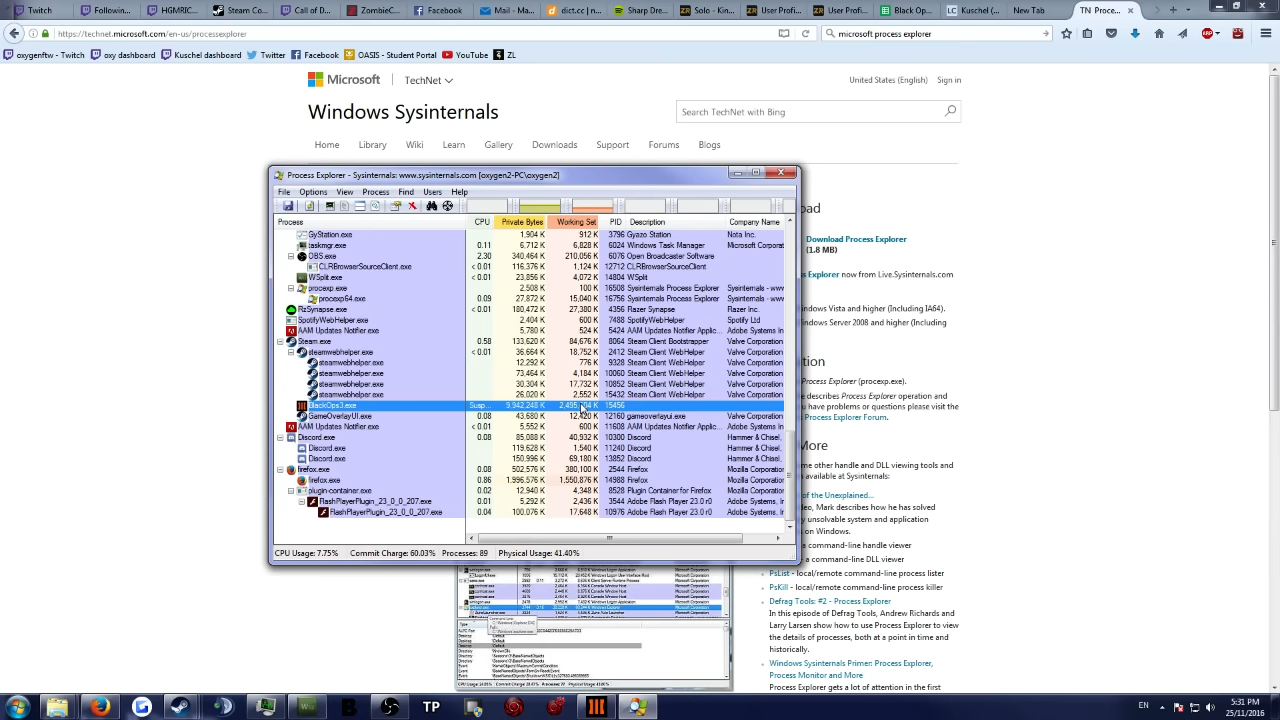 Twitch Followin... HGMRIC... Steam Co... Call of D... ZombieC... Facebook Mail - Ma... dict.cc | n... Sharp Dre... Solo - Kin... User Profi... User Profi... Black Op... Kuschel (... New Tab TN Proce...
https://technet.microsoft.com/en-us/processexplorer microsoft process explorer
oxygenftw - Twitch oxy dashboard Kuschel dashboard Twitter Facebook OASIS - Student Portal YouTube ZL
Microsoft TechNet United States (English) Sign in
Windows Sysinternals Search TechNet with Bing
Home Library Wiki Learn Gallery Downloads Support Forums Blogs
Process Explorer - Sysinternals: www.sysinternals.com [oxygen2-PC\oxygen2]
File Options View Process Find Users Help
oad
Process CPU Private Bytes Working Set PID Description Company Name
GyStation.exe 1,904 K 912 K 3796 Gyazo Station Nota Inc.
taskmgr.exe 0.11 6,712 K 6,828 K 6024 Windows Task Manager Microsoft Corporat
OBS.exe 2.30 340,464 K 210,056 K 6076 Open Broadcaster Software
CLRBrowserSourceClient.exe 116,376 K 1,124 K 12712 CLRBrowserSourceClient
WSplit.exe < 0.01 23,856 K 4,072 K 14804 WSplit
procexp.exe 2,508 K 100 K 16508 Sysinternals Process Explorer Sysinternals - www
procexp64.exe 0.09 27,872 K 15,040 K 16756 Sysinternals Process Explorer Sysinternals - www
RzSynapse.exe < 0.01 180,472 K 27,380 K 7416 Razer Synapse Razer Inc.
SpotifyWebHelper.exe 2,404 K 600 K 7488 SpotifyWebHelper Spotify Ltd
AAM Updates Notifier.exe 5,780 K 524 K 5424 AAM Updates Notifier Applic... Adobe Systems In
Steam.exe 0.58 133,620 K 84,676 K 8064 Steam Client Bootstrapper Valve Corporation
steamwebhelper.exe < 0.01 36,664 K 18,752 K 2412 Steam Client WebHelper Valve Corporation
steamwebhelper.exe 12,292 K 776 K 9328 Steam Client WebHelper Valve Corporation
steamwebhelper.exe 73,464 K 4,184 K 10060 Steam Client WebHelper Valve Corporation
steamwebhelper.exe 30,304 K 17,732 K 10852 Steam Client WebHelper Valve Corporation
steamwebhelper.exe 26,020 K 2,552 K 15432 Steam Client WebHelper Valve Corporation
BlackOps3.exe Susp... 9,942,248 K 15456
GameOverlayUI.exe 0.08 43,680 K 12,420 K 10116 gameoverlayui.exe Valve Corporation
AAM Updates Notifier.exe < 0.01 5,552 K 600 K 11608 AAM Updates Notifier Applic... Adobe Systems In
Discord.exe 0.08 85,088 K 40,932 K 10300 Discord Hammer & Chisel,
Discord.exe 119,628 K 1,540 K 11240 Discord Hammer & Chisel,
Discord.exe 150,996 K 69,180 K 13852 Discord Hammer & Chisel,
firefox.exe 0.08 502,576 K 380,100 K 2544 Firefox Mozilla Corporation
firefox.exe 0.86 1,996,576 K 1,550,876 K 14988 Firefox Mozilla Corporation
plugin-container.exe 0.02 12,940 K 4,348 K 8528 Plugin Container for Firefox Mozilla Corporation
FlashPlayerPlugin_23_0_0_207.exe 0.01 5,292 K 2,436 K 3544 Adobe Flash Player 23.0 r0 Adobe Systems, In
FlashPlayerPlugin_23_0_0_207.exe 0.04 100,076 K 17,648 K 10976 Adobe Flash Player 23.0 r0 Adobe Systems, In
CPU Usage: 7.75% Commit Charge: 60.03% Processes: 89 Physical Usage: 41.40%
Download Process Explorer
(1.8 MB)
ss Explorer now from Live.Sysinternals.com
Windows Vista and higher (Including IA64).
Windows Server 2008 and higher (Including
ition
Process Explorer (procexp.exe).
e describes Process Explorer operation and
ou have problems or questions please visit the
Process Explorer Forum.
More
me other handle and DLL viewing tools and
n available at Sysinternals:
of the Unexplained...
ideo, Mark describes how he has solved
y unsolvable system and application
s on Windows.
a command-line handle viewer
a command-line DLL viewer
PsList - local/remote command-line process lister
PsKill - local/remote command-line process killer
Defrag Tools: #2 - Process Explorer
In this episode of Defrag Tools, Andrew Richards and
Larry Larsen show how to use Process Explorer to view
the details of processes, both at a point in time and
historically.
Windows Sysinternals Primer: Process Explorer,
Process Monitor and More
Process Explorer gets a lot of attention in the first
TP EN 5:31 PM
25/11/2016